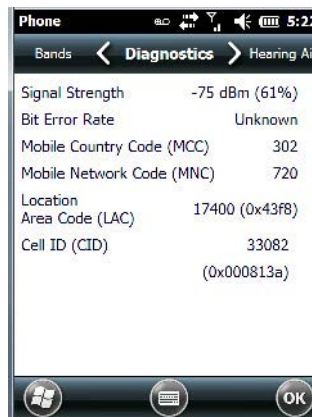 Phone 5:22
Bands Diagnostics Hearing Ai
Signal Strength -75 dBm (61%)
Bit Error Rate Unknown
Mobile Country Code (MCC) 302
Mobile Network Code (MNC) 720
Location
Area Code (LAC) 17400 (0x43f8)
Cell ID (CID) 33082
(0x000813a)
OK